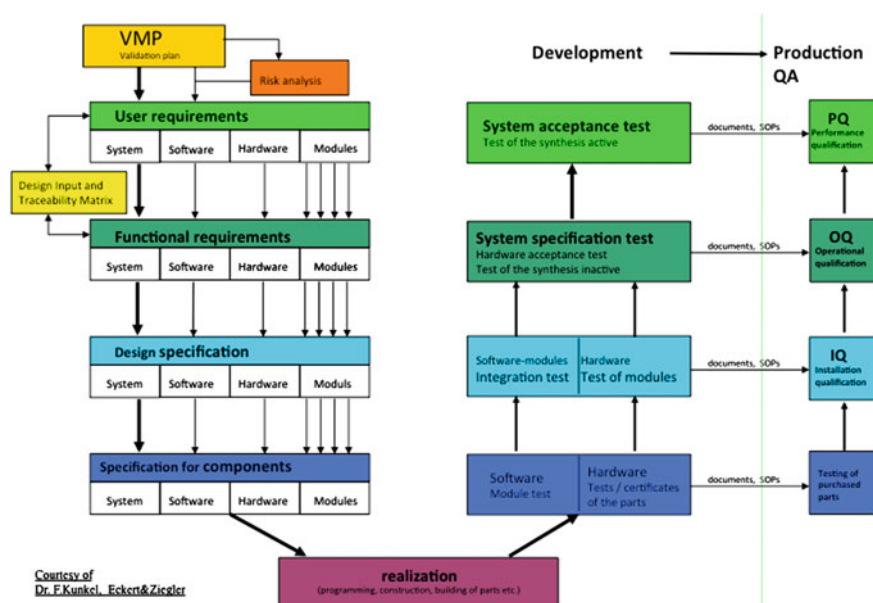 VMP
Validation plan
Risk analysis
User requirements
System
Software
Hardware
Modules
Design Input and
Traceability Matrix
Functional requirements
System
Software
Hardware
Modules
Design specification
System
Software
Hardware
Moduls
Specification for components
System
Software
Hardware
Modules
realization
(programming, construction, building of parts etc.)
Courtesy of
Dr. F.Kunkel, Eckert&Ziegler
Development
Production
QA
System acceptance test
Test of the synthesis active
documents, SOPs
PQ
Performance
qualification
System specification test
Hardware acceptance test
Test of the synthesis inactive
documents, SOPs
OQ
Operational
qualification
Software-modules
Integration test
Hardware
Test of modules
documents, SOPs
IQ
Installation
qualification
Software
Module test
Hardware
Tests / certificates
of the parts
documents, SOPs
Testing of
purchased
parts